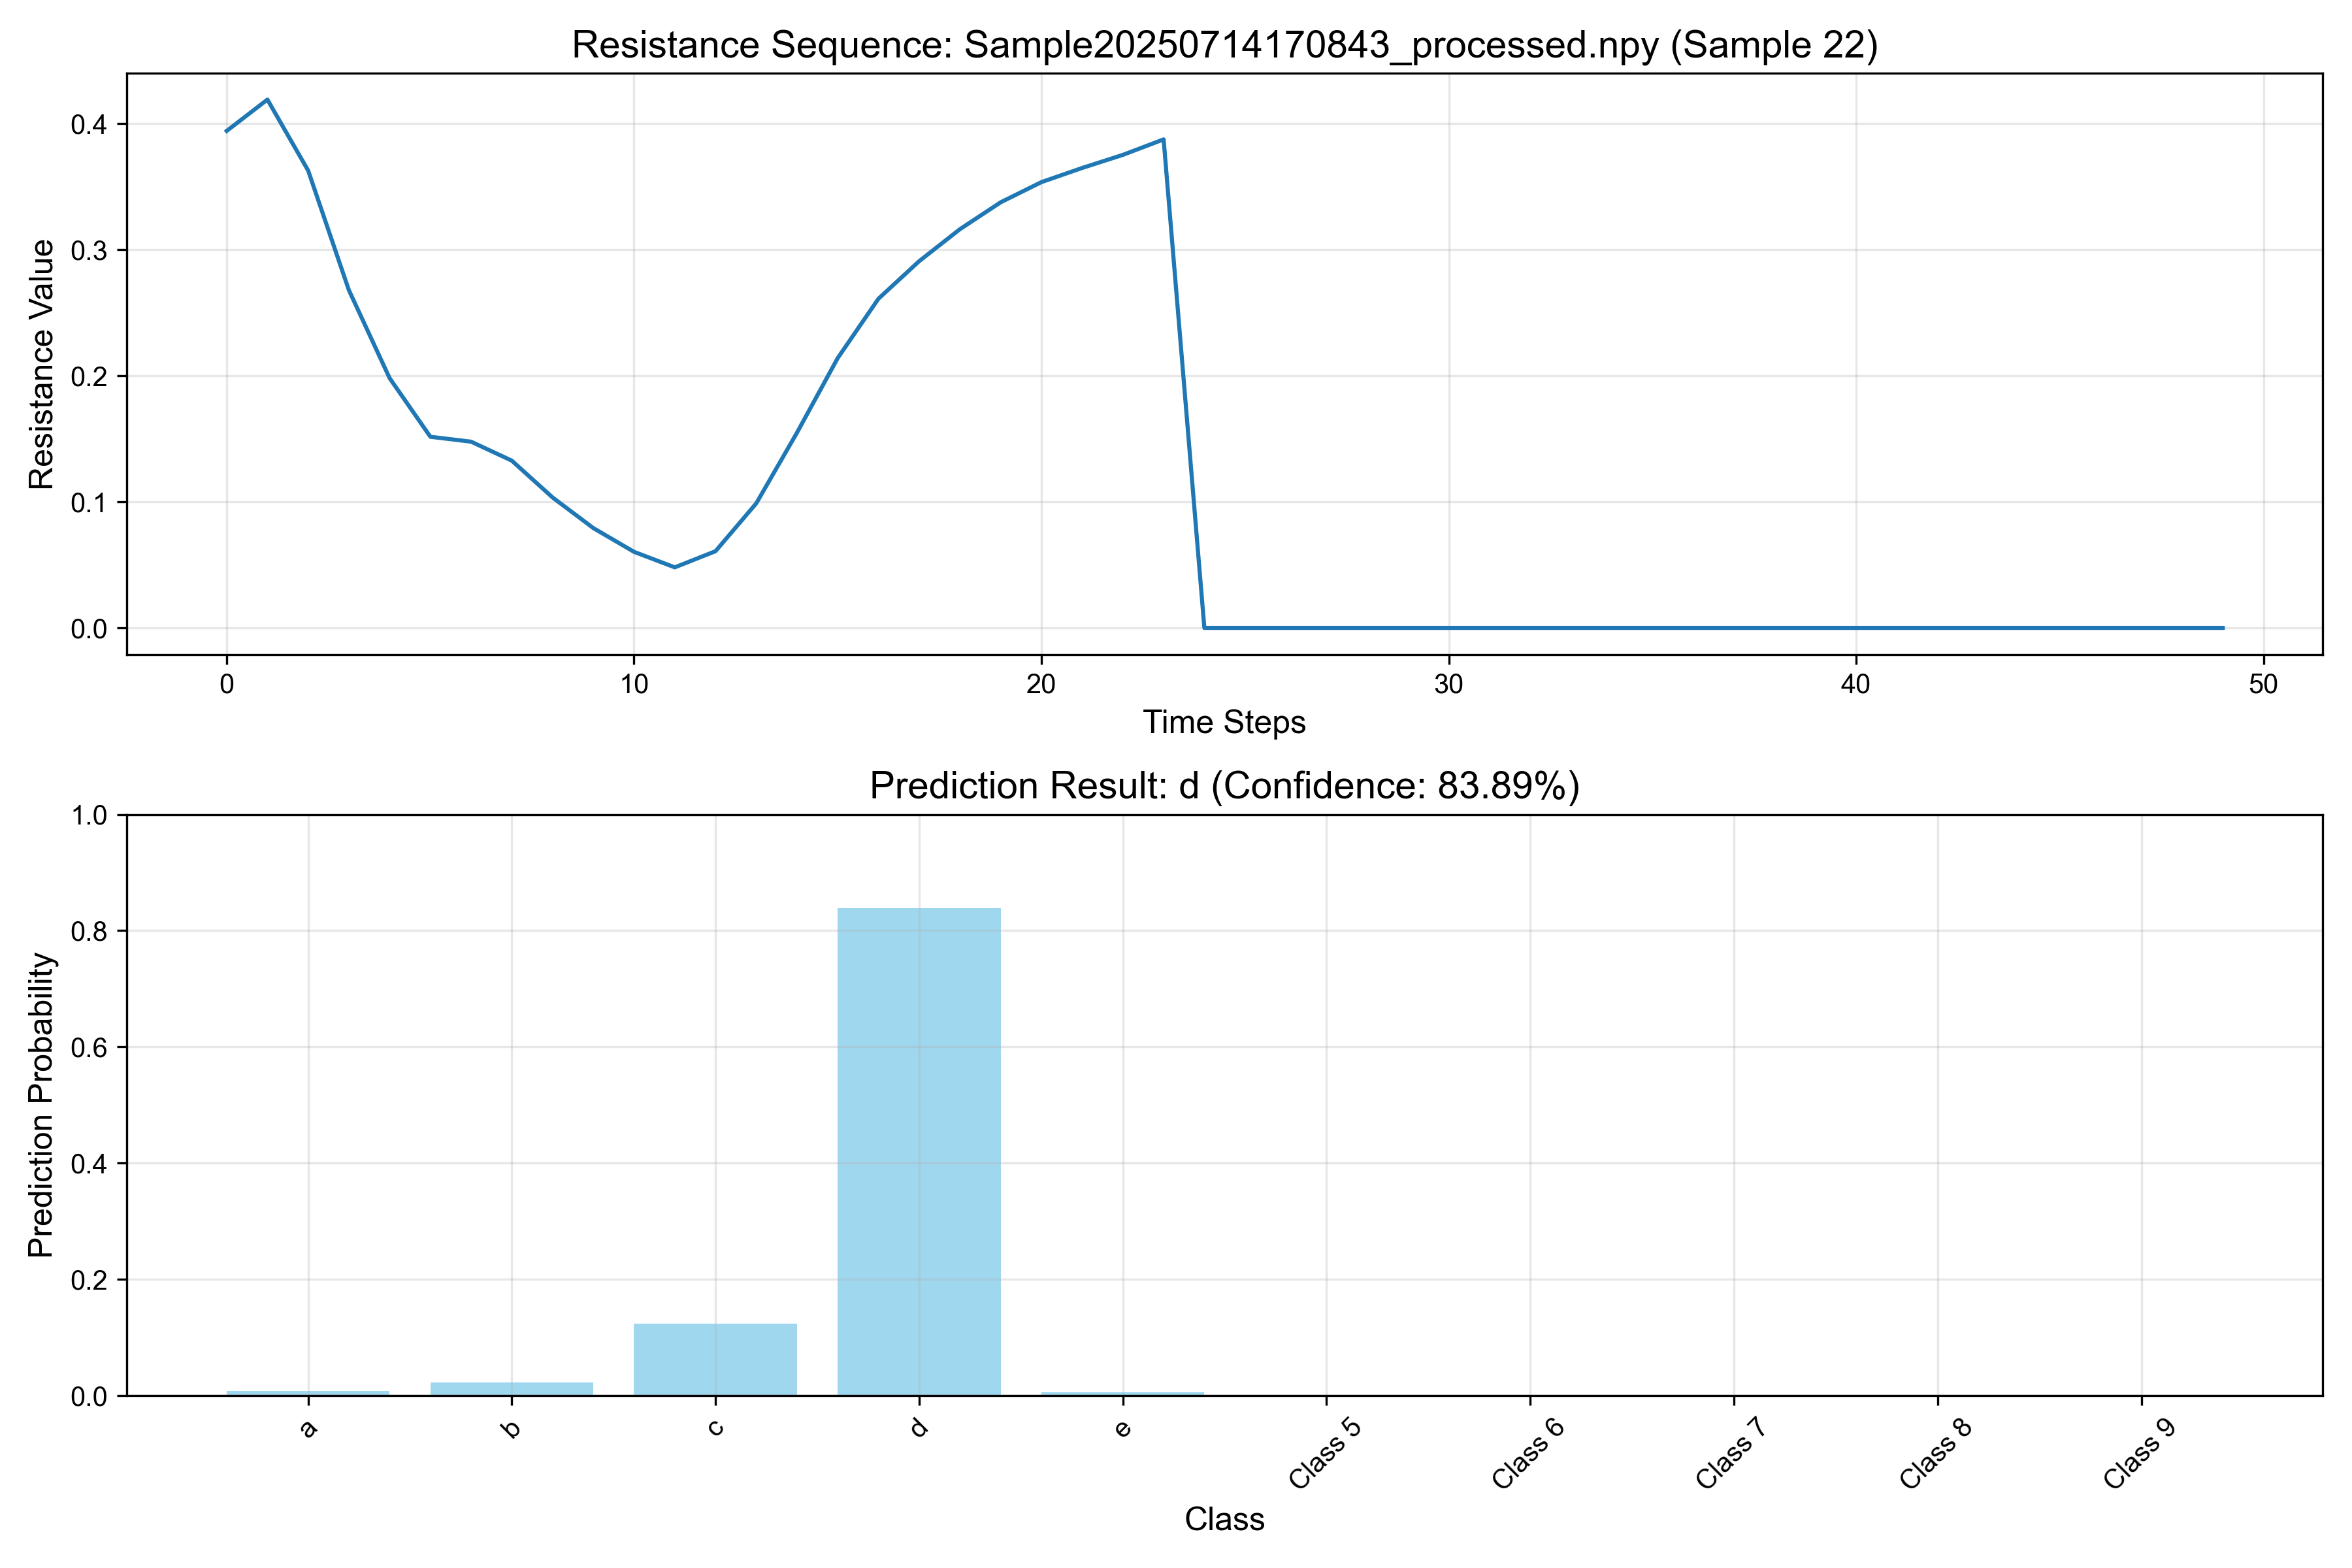 Resistance Sequence: Sample20250714170843_processed.npy (Sample 22)
Resistance Value
0.4
0.3
0.2
0.1
0.0
0 10 20 30 40 50
Time Steps
Prediction Result: d (Confidence: 83.89%)
Prediction Probability
1.0
0.8
0.6
0.4
0.2
0.0
a b c d e Class 5 Class 6 Class 7 Class 8 Class 9
Class